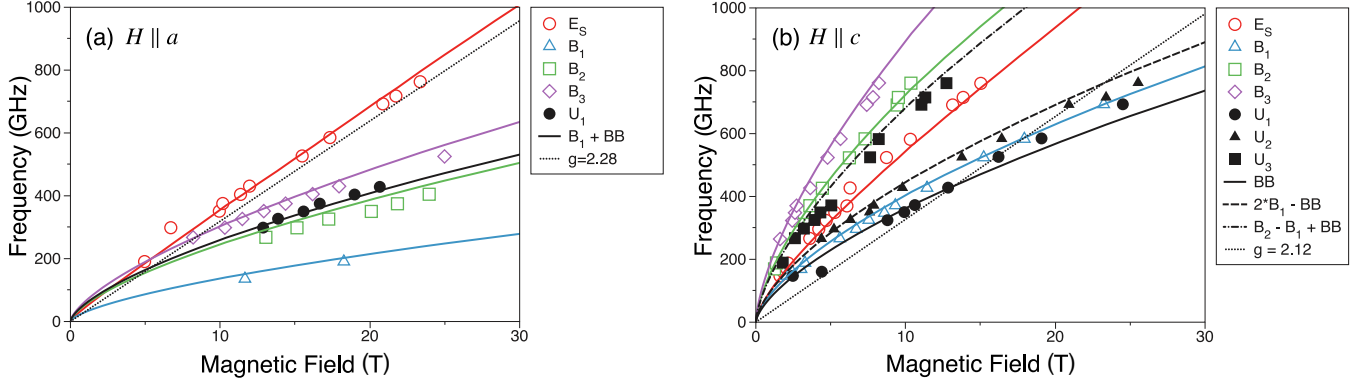 (a) H || a
1000
800
600
400
200
0
0
10
20
30
Frequency (GHz)
Magnetic Field (T)
E_S
B_1
B_2
B_3
U_1
B_1 + BB
g=2.28
(b) H || c
1000
800
600
400
200
0
0
10
20
30
Frequency (GHz)
Magnetic Field (T)
E_S
B_1
B_2
B_3
U_1
U_2
U_3
BB
2*B_1 - BB
B_2 - B_1 + BB
g = 2.12